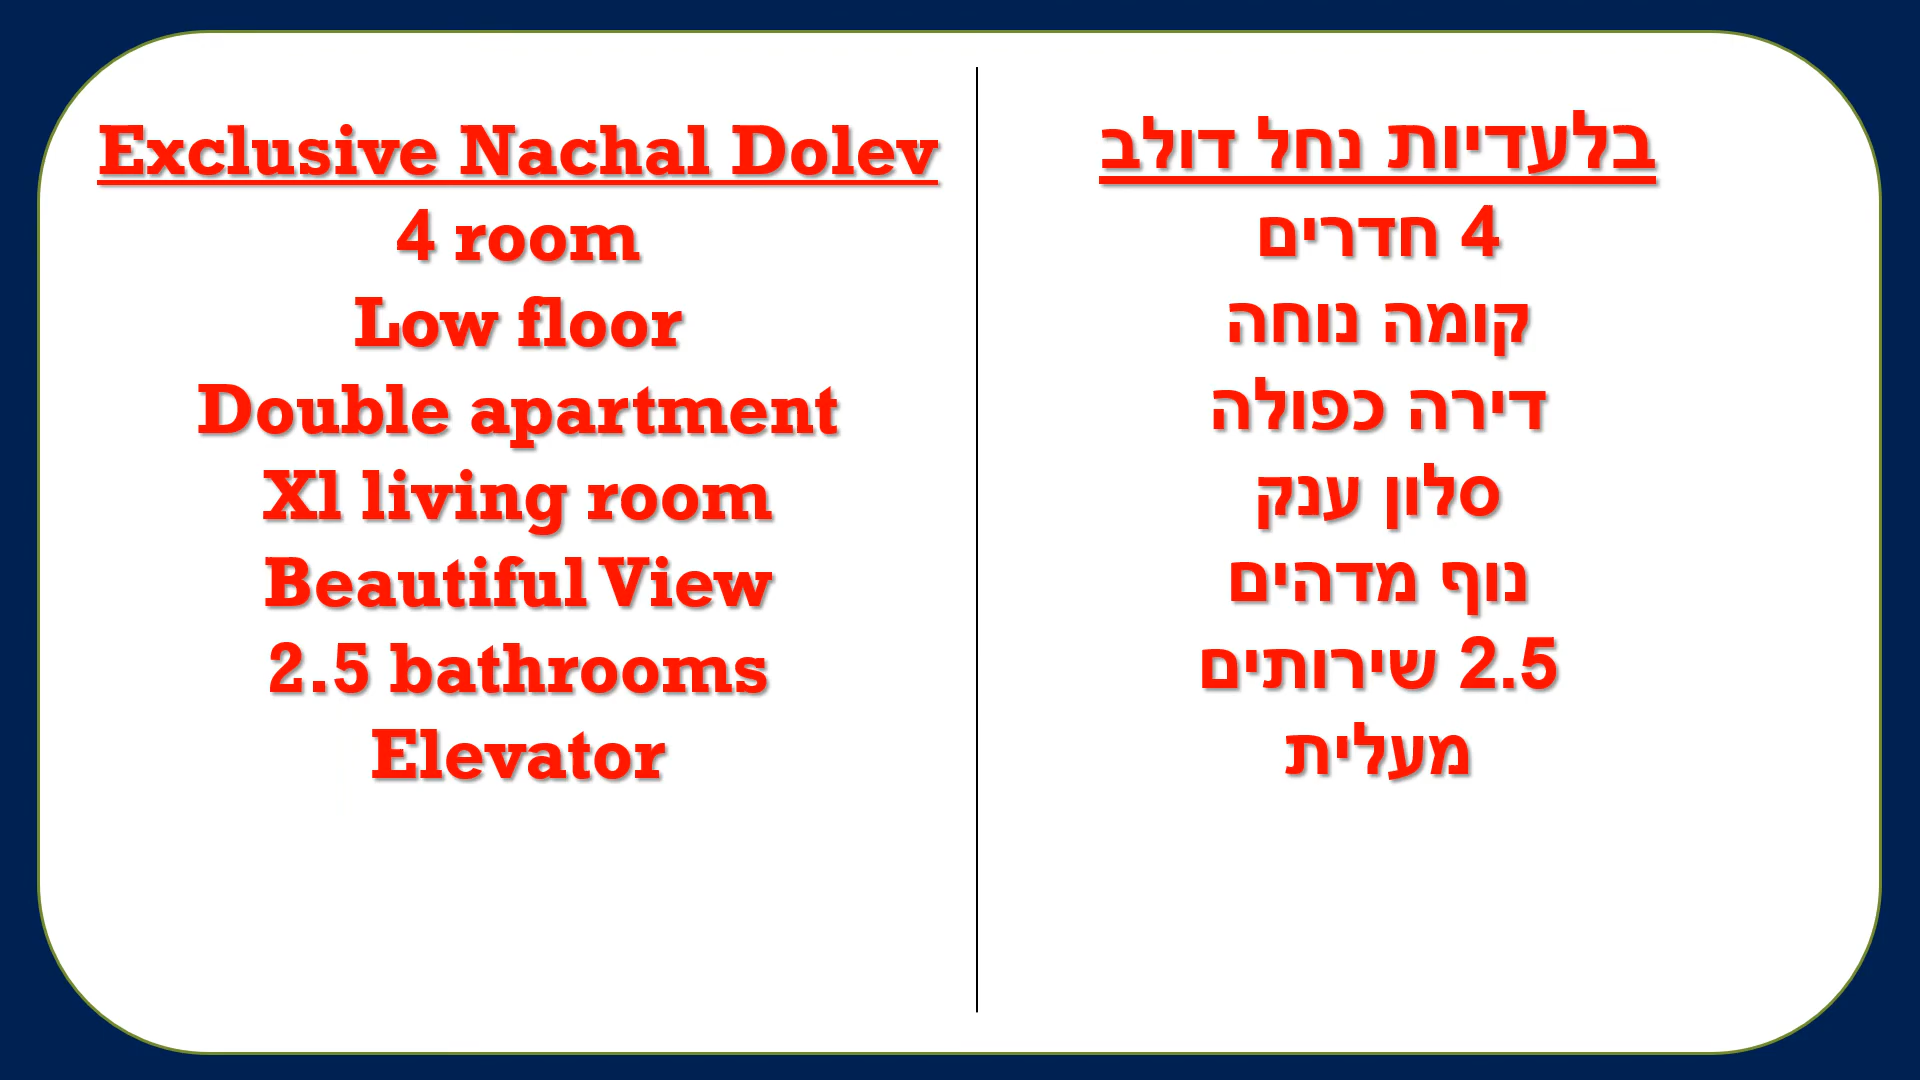 Exclusive Nachal Dolev
4 room
Low floor
Double apartment
Xl living room
Beautiful View
2.5 bathrooms
Elevator
בלעדיות נחל דולב
4 חדרים
קומה נוחה
דירה כפולה
סלון ענק
נוף מדהים
2.5 שירותים
מעלית